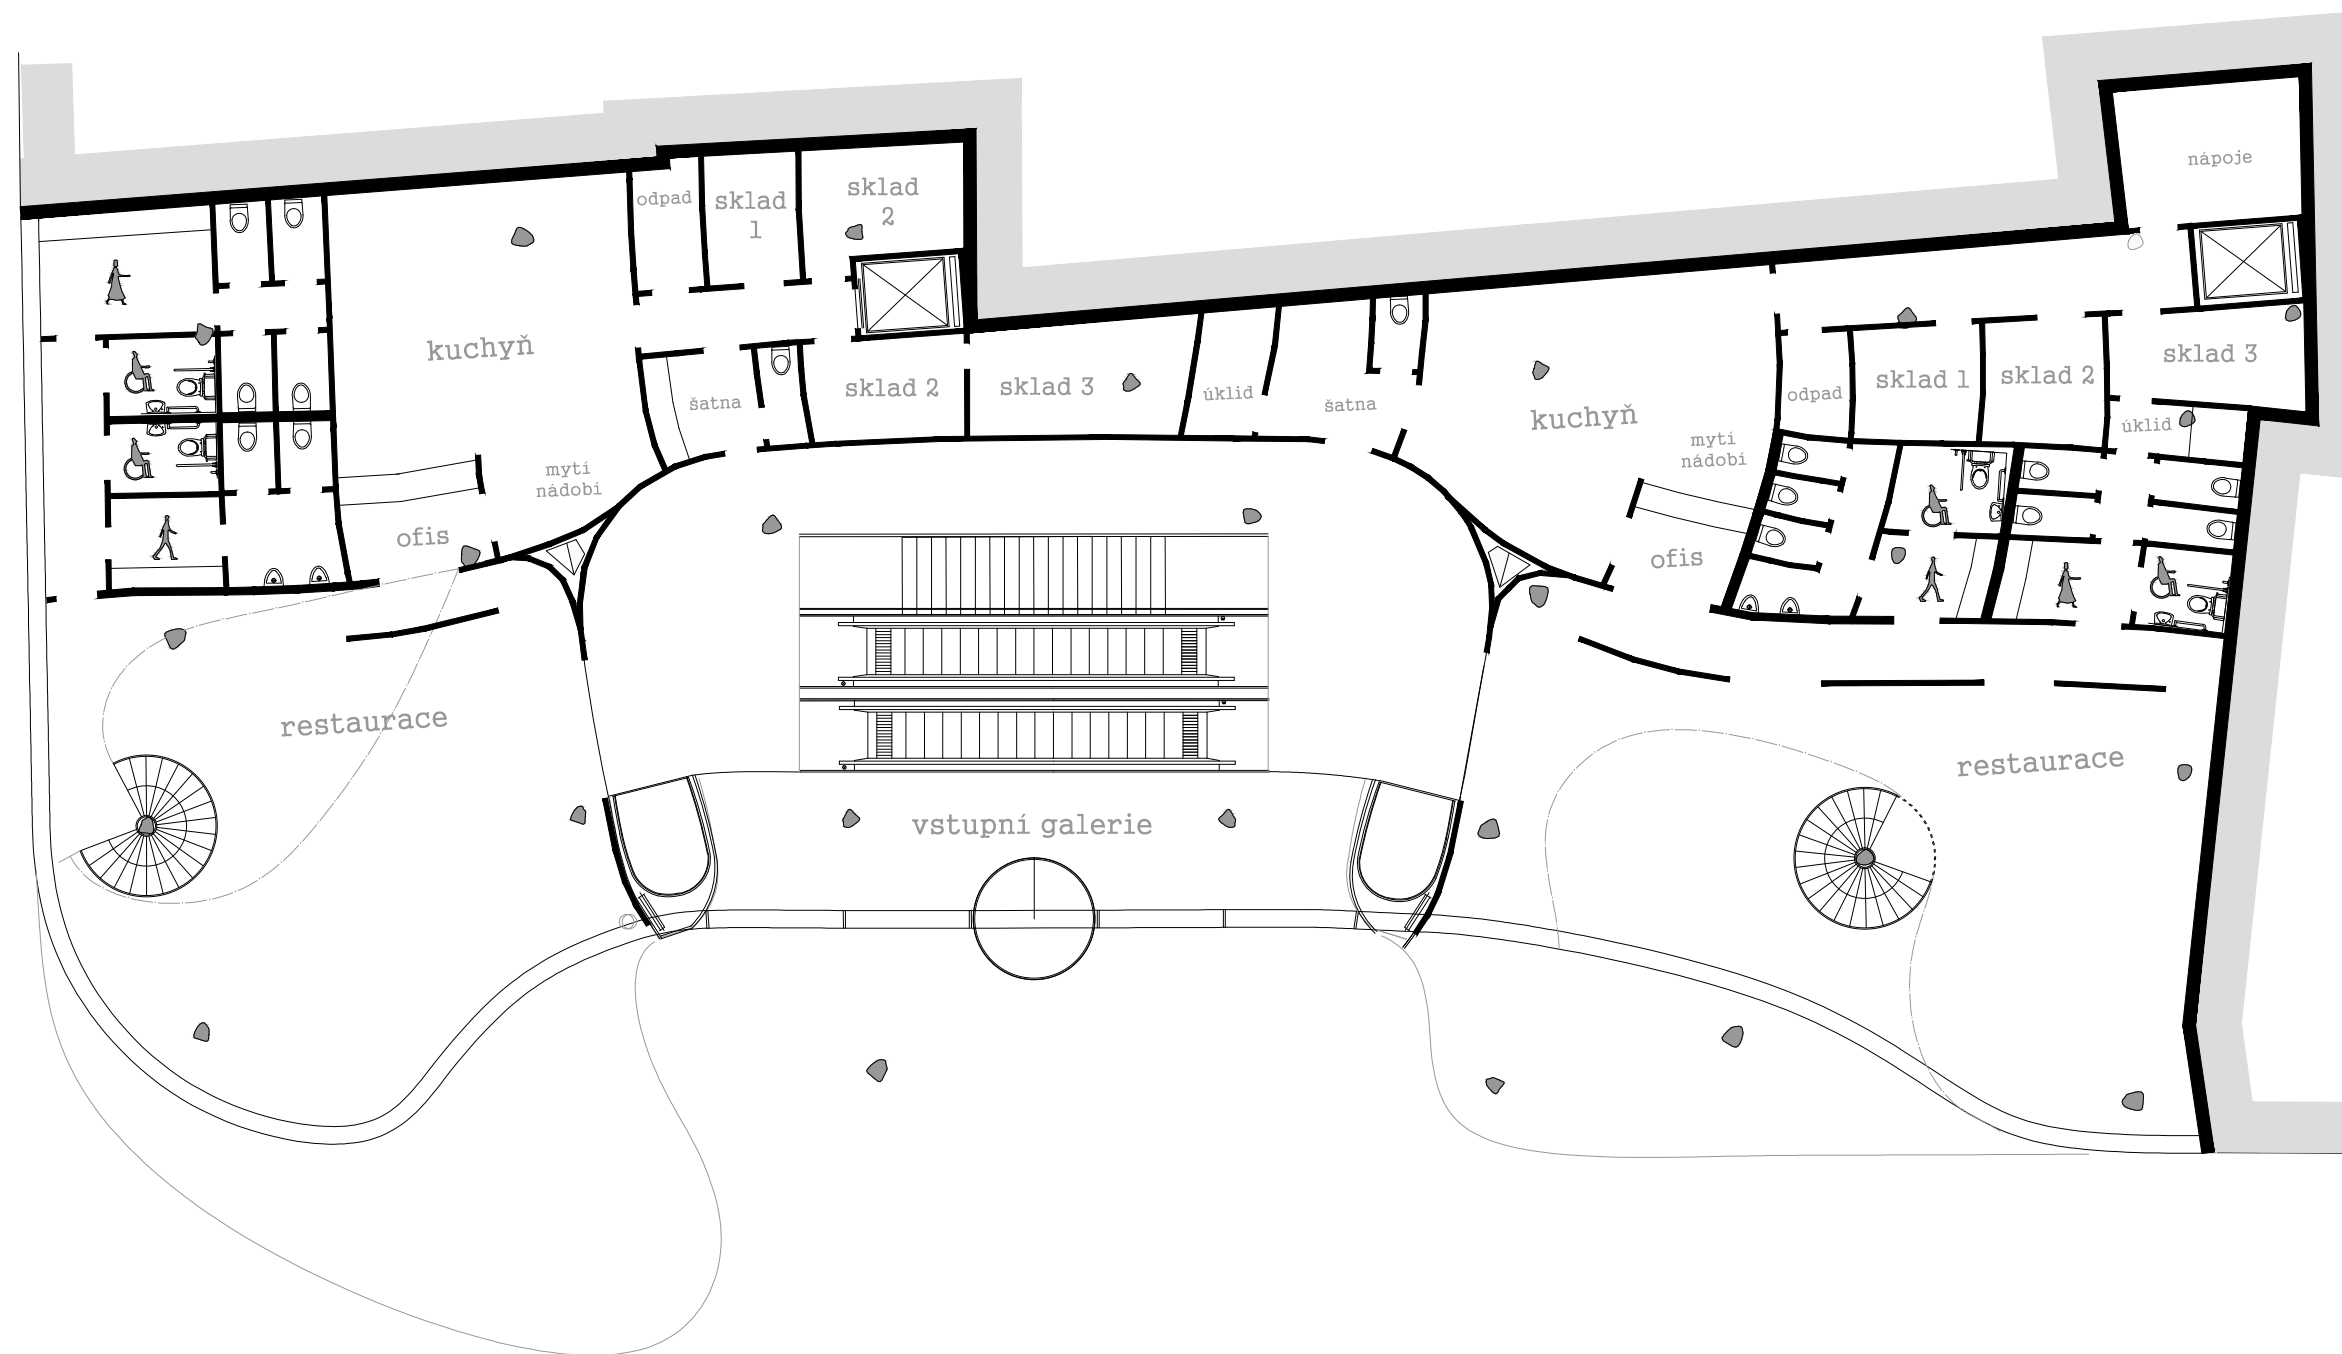 nápoje
odpad
sklad
1
sklad
2
kuchyň
šatna
sklad 2
sklad 3
úklid
šatna
kuchyň
odpad
sklad 1
sklad 2
sklad 3
úklid
mytí
nádobí
ofis
mytí
nádobí
ofis
restaurace
vstupní galerie
restaurace